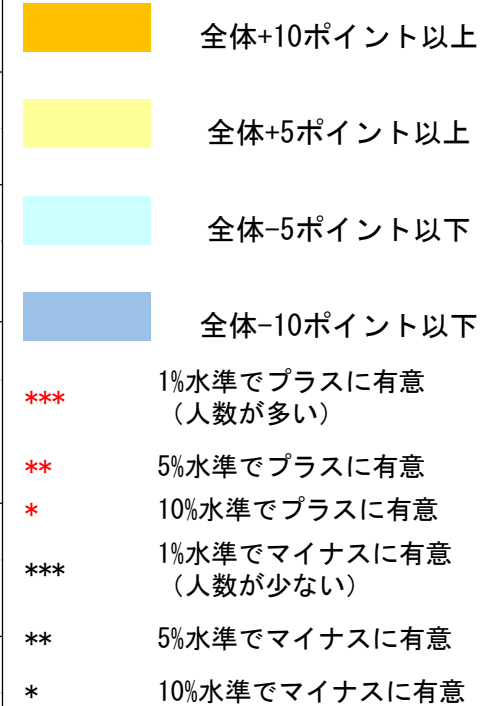 全体+10ポイント以上
全体+5ポイント以上
全体-5ポイント以下
全体-10ポイント以下
*** 1%水準でプラスに有意
（人数が多い）
** 5%水準でプラスに有意
* 10%水準でプラスに有意
*** 1%水準でマイナスに有意
（人数が少ない）
** 5%水準でマイナスに有意
* 10%水準でマイナスに有意